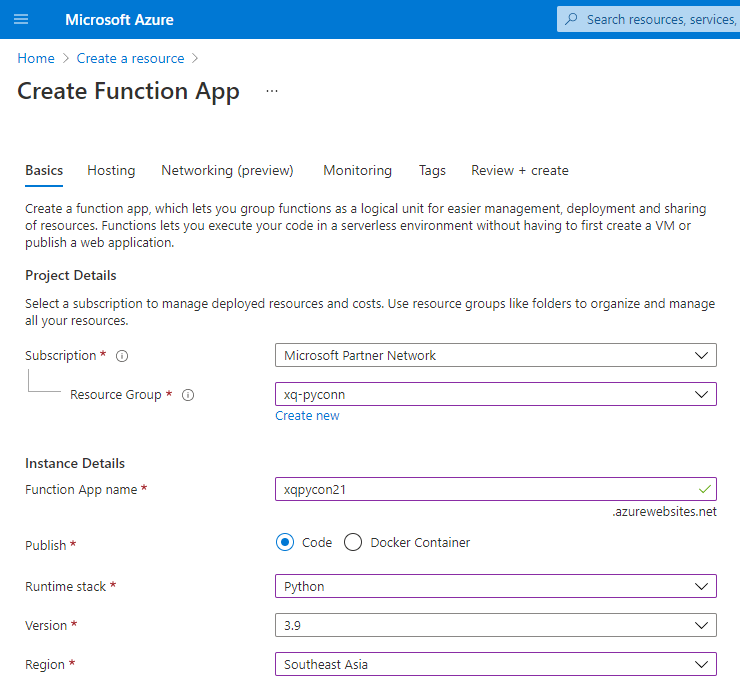 Microsoft Azure
Search resources, services,
Home > Create a resource >
Create Function App ...
Basics Hosting Networking (preview) Monitoring Tags Review + create
Create a function app, which lets you group functions as a logical unit for easier management, deployment and sharing
of resources. Functions lets you execute your code in a serverless environment without having to first create a VM or
publish a web application.
Project Details
Select a subscription to manage deployed resources and costs. Use resource groups like folders to organize and manage
all your resources.
Subscription * Microsoft Partner Network
Resource Group * xq-pyconn
Create new
Instance Details
Function App name * xqpycon21
.azurewebsites.net
Publish * Code Docker Container
Runtime stack * Python
Version * 3.9
Region * Southeast Asia